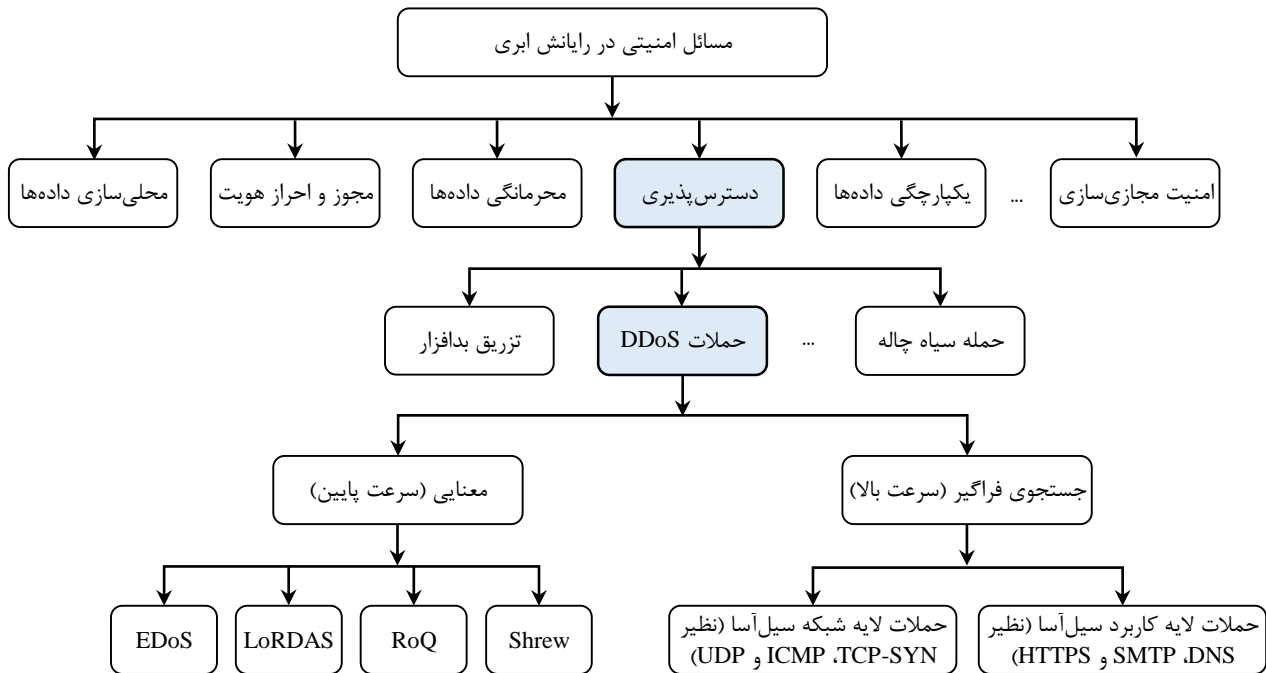 مسائل امنیتی در رایانش ابری
امنیت مجازی‌سازی
...
یکپارچگی داده‌ها
دسترس‌پذیری
محرمانگی داده‌ها
مجوز و احراز هویت
محلی‌سازی داده‌ها
حمله سیاه چاله
...
حملات DDoS
تزریق بدافزار
جستجوی فراگیر (سرعت بالا)
معنایی (سرعت پایین)
حملات لایه کاربرد سیل‌آسا (نظیر
DNS، SMTP و HTTPS)
حملات لایه شبکه سیل‌آسا (نظیر
TCP-SYN، ICMP و UDP)
Shrew
RoQ
LoRDAS
EDoS